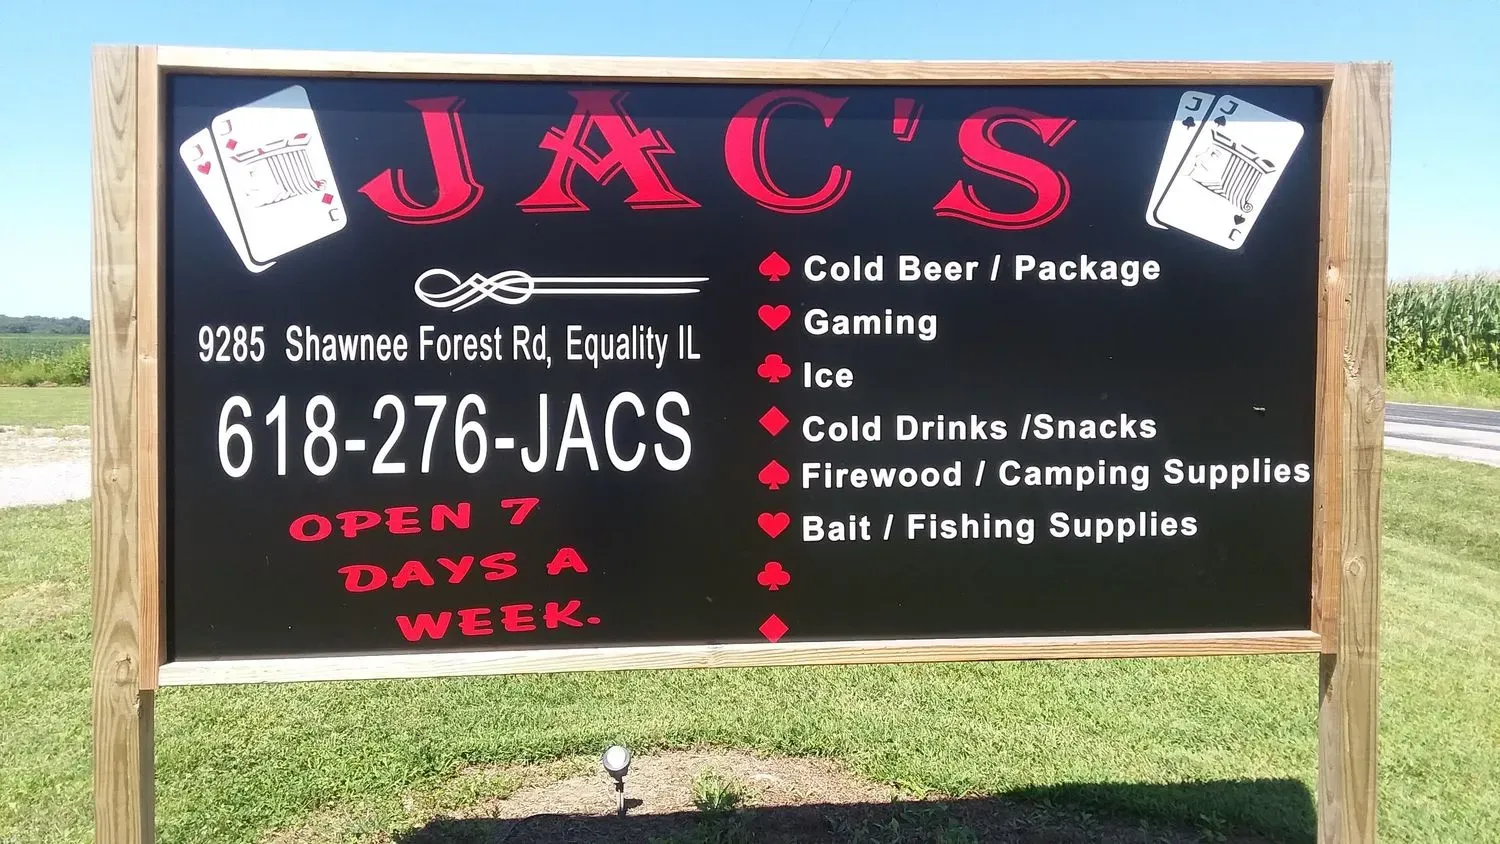 JAC'S
J
J
J
J
J
J
9285 Shawnee Forest Rd, Equality IL
618-276-JACS
OPEN 7
DAYS A
WEEK.
Cold Beer / Package
Gaming
Ice
Cold Drinks /Snacks
Firewood / Camping Supplies
Bait / Fishing Supplies